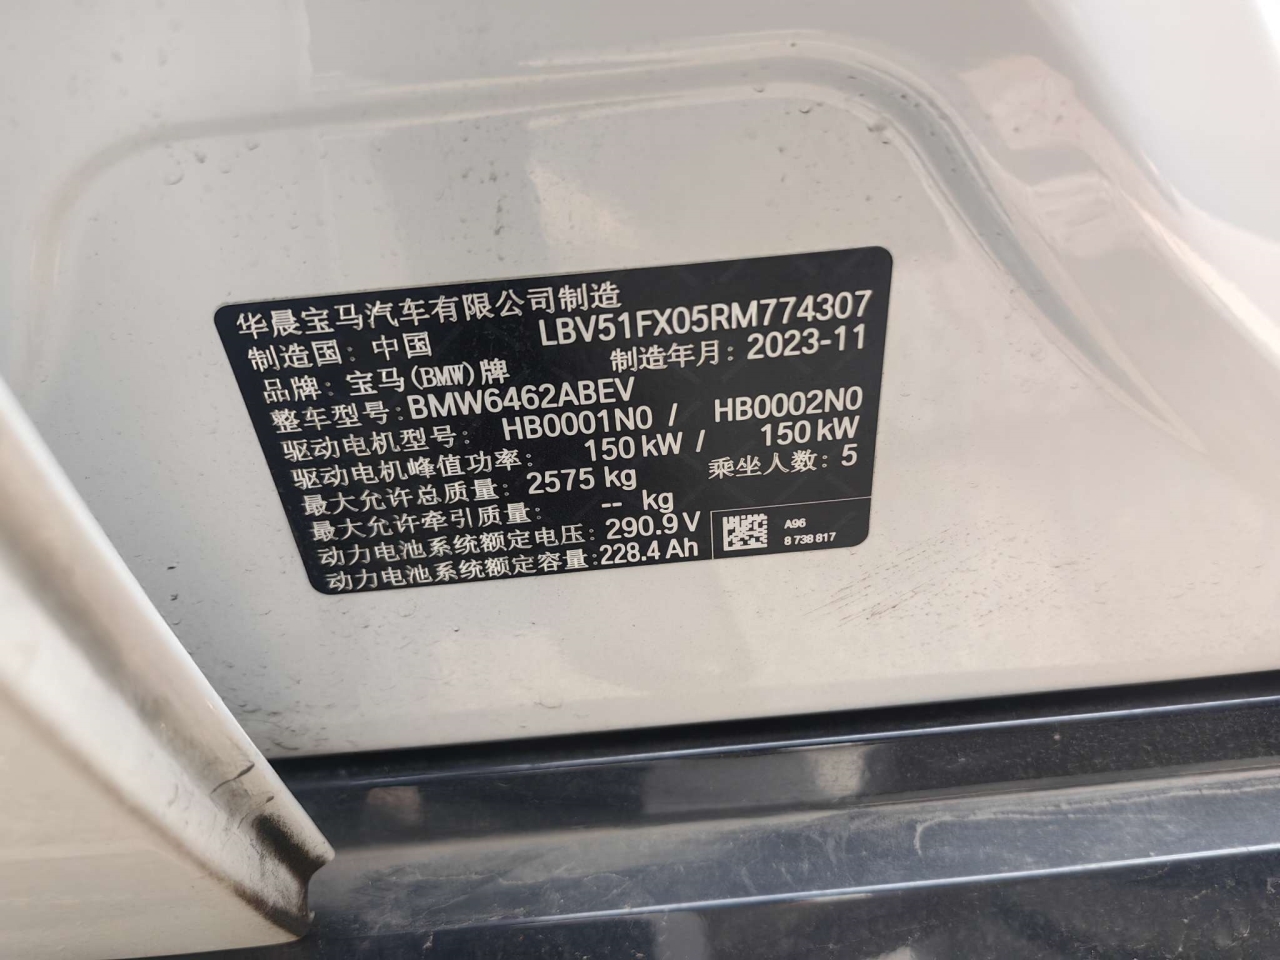 华晨宝马汽车有限公司制造
制造国：中国 LBV51FX05RM774307
品牌：宝马(BMW)牌 制造年月：2023-11
整车型号：BMW6462ABEV
驱动电机型号： HB0001N0 / HB0002N0
驱动电机峰值功率： 150 kW / 150 kW
最大允许总质量： 2575 kg 乘坐人数：5
最大允许牵引质量： -- kg
动力电池系统额定电压：290.9 V
动力电池系统额定容量：228.4 Ah
A96
8 738 817